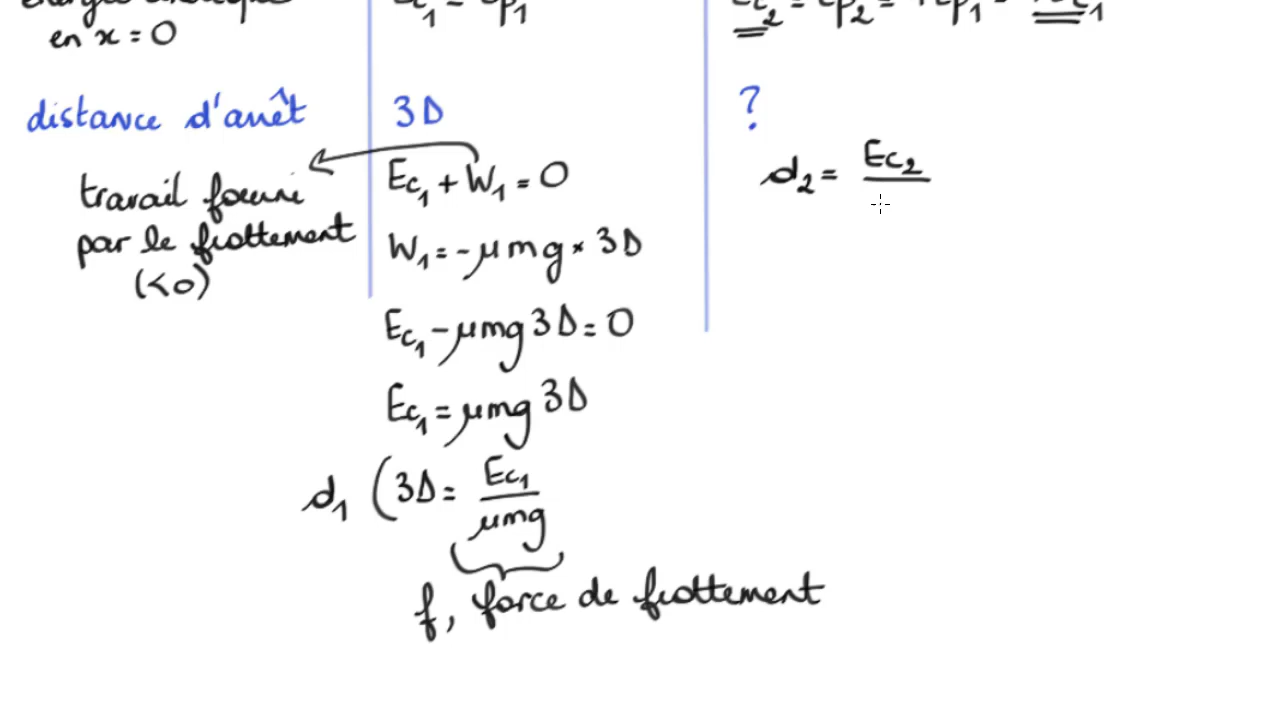 en x = 0
distance d'arrêt
3D
?
travail fourni
par le frottement
(<0)
Ec₁ + W₁ = 0
W₁ = -μmg × 3D
Ec₁ - μmg 3D = 0
Ec₁ = μmg 3D
d₁ ( 3D = Ec₁ / μmg
f, force de frottement
d₂ = Ec₂